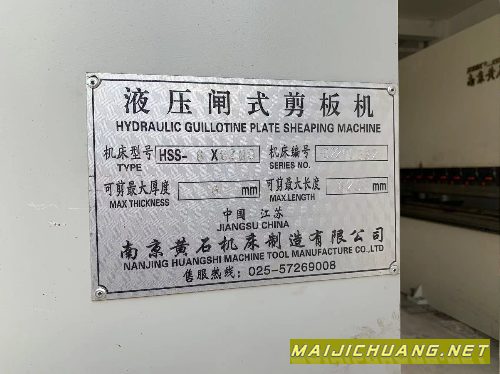 液压闸式剪板机
HYDRAULIC GUILLOTINE PLATE SHEAPING MACHINE
机床型号 HSS- X 机床编号
TYPE SERIES NO.
可剪最大厚度 mm 可剪最大长度 mm
MAX THICKNESS MAX.LENGTH
中国·江苏
JIANGSU CHINA
南京黄石机床制造有限公司
NANJING HUANGSHI MACHINE TOOL MANUFACTURE CO.,LTD
售服热线: 025-57269008
MAIJICHUANG.NET